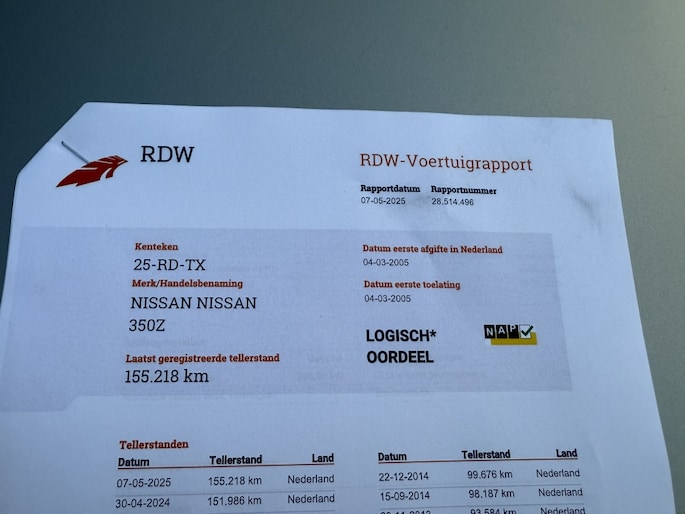 RDW
RDW-Voertuigrapport
Rapportdatum Rapportnummer
07-05-2025 28.514.496
Kenteken
25-RD-TX
Merk/Handelsbenaming
NISSAN NISSAN
350Z
Laatst geregistreerde tellerstand
155.218 km
Datum eerste afgifte in Nederland
04-03-2005
Datum eerste toelating
04-03-2005
LOGISCH*
OORDEEL
NAP
Tellerstanden
Datum Tellerstand Land
07-05-2025 155.218 km Nederland
30-04-2024 151.986 km Nederland
Datum Tellerstand Land
22-12-2014 99.676 km Nederland
15-09-2014 98.187 km Nederland
93.584 km Nederland